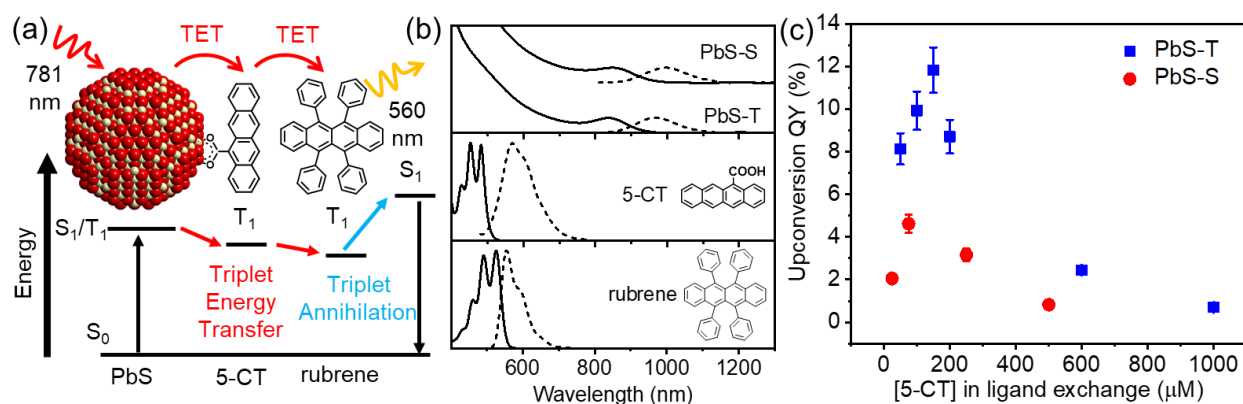 (a)
TET
TET
781
nm
560
nm
O
O
S1
S1/T1
T1
T1
Energy
Triplet
Energy
Transfer
Triplet
Annihilation
S0
PbS
5-CT
rubrene
(b)
PbS-S
PbS-T
COOH
5-CT
rubrene
600
800
1000
1200
Wavelength (nm)
(c)
PbS-T
PbS-S
Upconversion QY (%)
14
12
10
8
6
4
2
0
0
200
400
600
800
1000
[5-CT] in ligand exchange (μM)